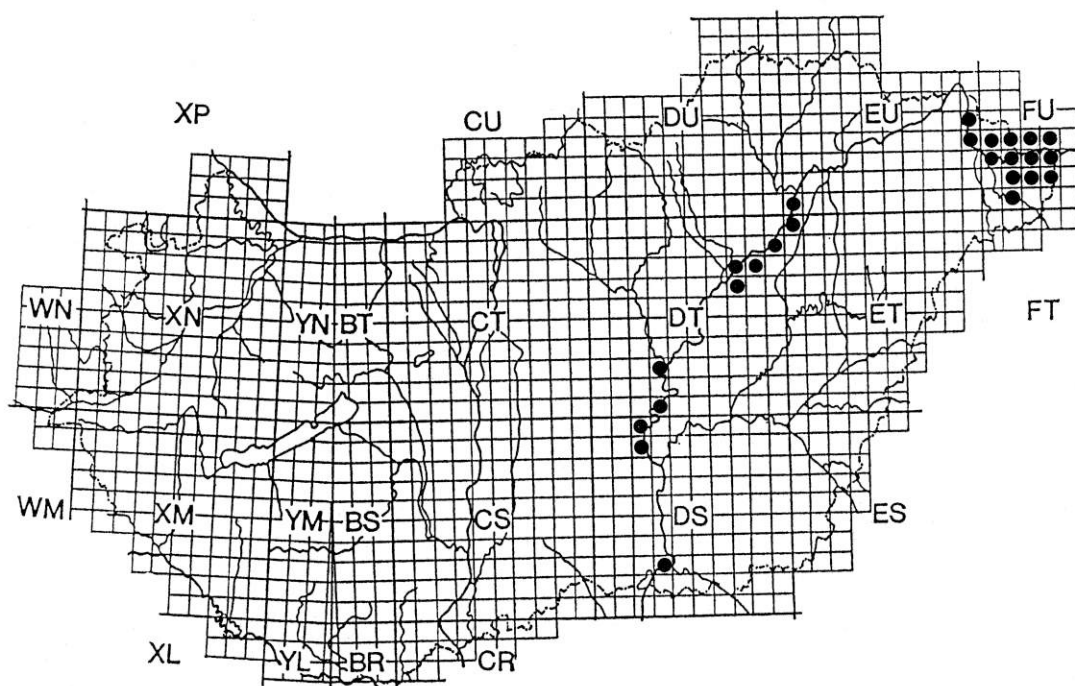 XP CU DU EU FU
WN XN YN BT CT DT ET FT
WM XM YM BS CS DS ES
XL YL BR CR